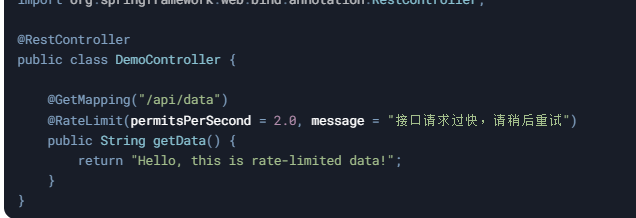 import org.springframework.web.bind.annotation.RestController;
@RestController
public class DemoController {
@GetMapping("/api/data")
@RateLimit(permitsPerSecond = 2.0, message = "接口请求过快，请稍后重试")
public String getData() {
return "Hello, this is rate-limited data!";
}
}